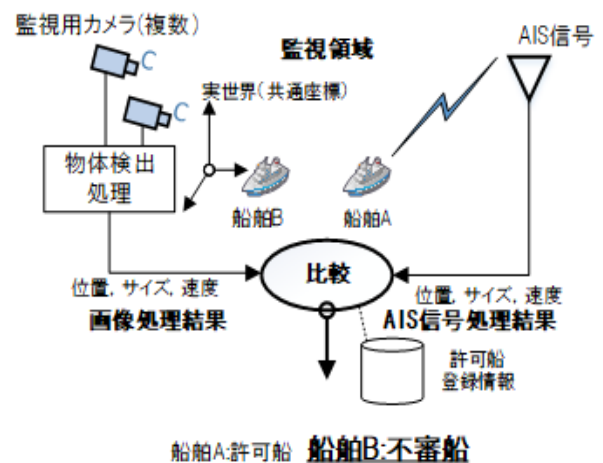 監視用カメラ(複数)
監視領域
AIS信号
C
C
実世界(共通座標)
物体検出
処理
船舶B
船舶A
比較
位置, サイズ, 速度
画像処理結果
位置, サイズ, 速度
AIS信号処理結果
許可船
登録情報
船舶A:許可船 船舶B:不審船